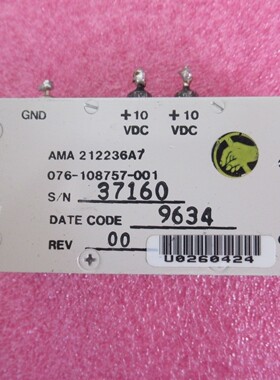 GND +10 VDC +10 VDC
AMA 212236A7
076-108757-001
S/N 37160
DATE CODE 9634
REV 00
U0260424